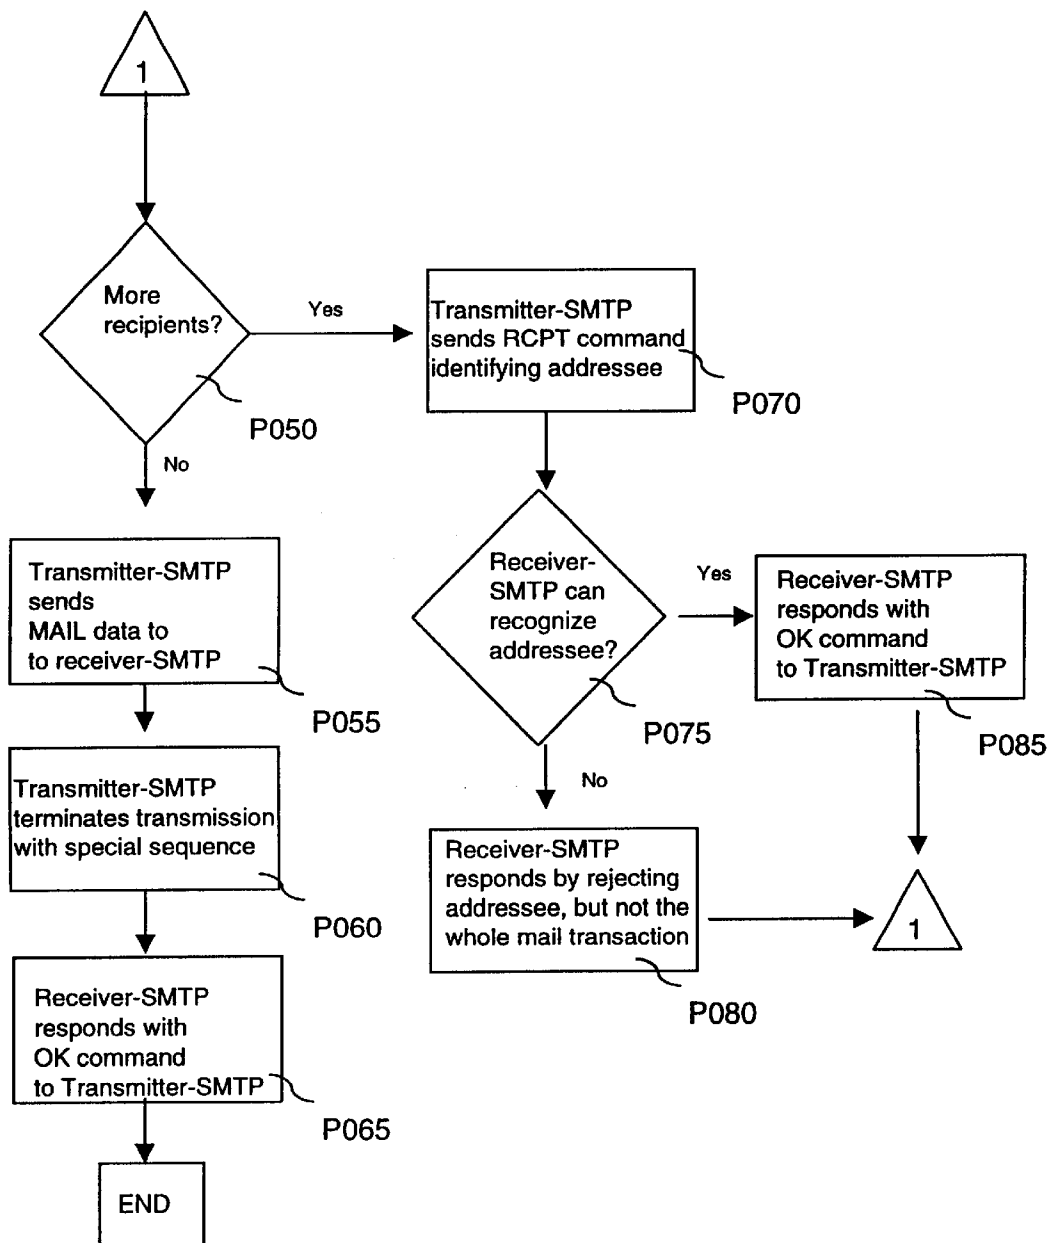 1
More
recipients?
Yes
P050
No
Transmitter-SMTP
sends RCPT command
identifying addressee
P070
Receiver-
SMTP can
recognize
addressee?
Yes
P075
No
Receiver-SMTP
responds with
OK command
to Transmitter-SMTP
P085
Transmitter-SMTP
sends
MAIL data to
to receiver-SMTP
P055
Transmitter-SMTP
terminates transmission
with special sequence
P060
Receiver-SMTP
responds by rejecting
addressee, but not the
whole mail transaction
P080
1
Receiver-SMTP
responds with
OK command
to Transmitter-SMTP
P065
END